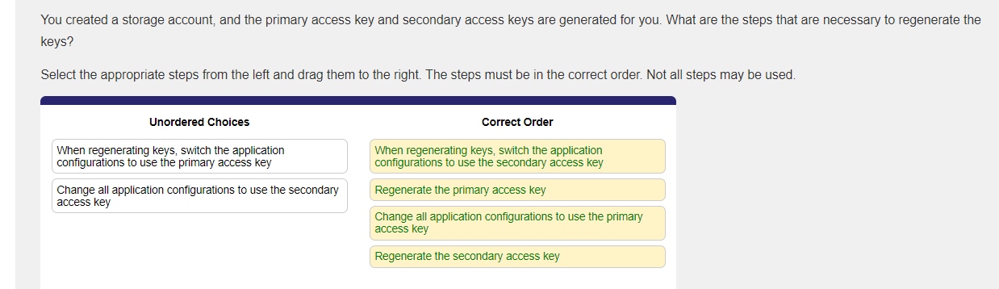 You created a storage account, and the primary access key and secondary access keys are generated for you. What are the steps that are necessary to regenerate the
keys?
Select the appropriate steps from the left and drag them to the right. The steps must be in the correct order. Not all steps may be used.
Unordered Choices
When regenerating keys, switch the application
configurations to use the primary access key
Change all application configurations to use the secondary
access key
Correct Order
When regenerating keys, switch the application
configurations to use the secondary access key
Regenerate the primary access key
Change all application configurations to use the primary
access key
Regenerate the secondary access key